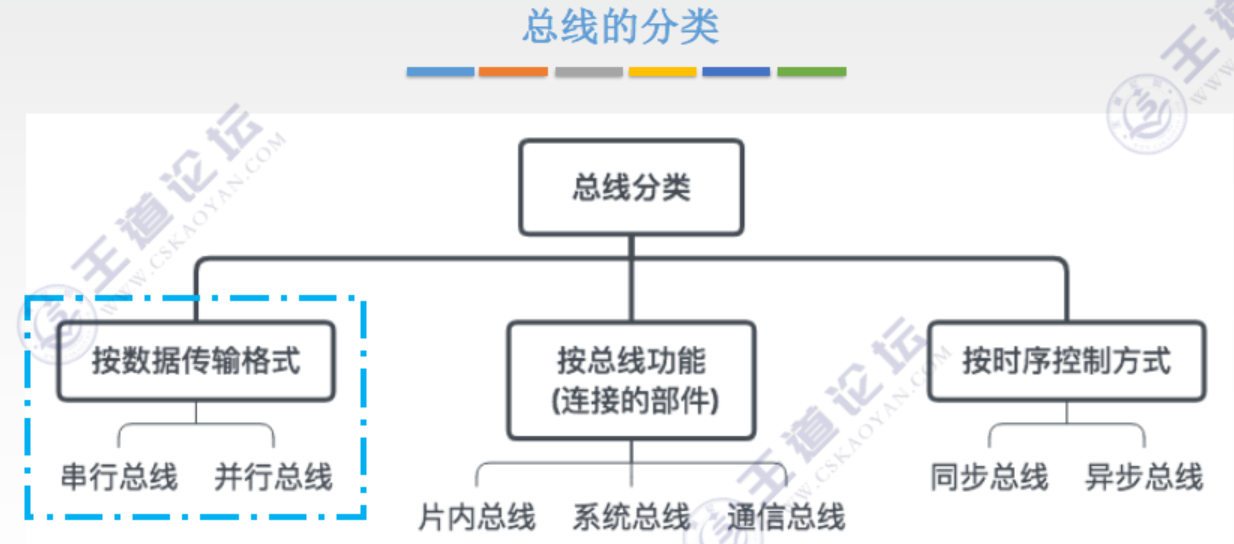 总线的分类
王道论坛
WWW.
总线分类
王道论坛
WWW.CSKAOYAN.COM
按数据传输格式
按总线功能
(连接的部件)
按时序控制方式
串行总线 并行总线
片内总线 系统总线 通信总线
同步总线 异步总线
王道论坛
WWW.CSKAOYAN.COM